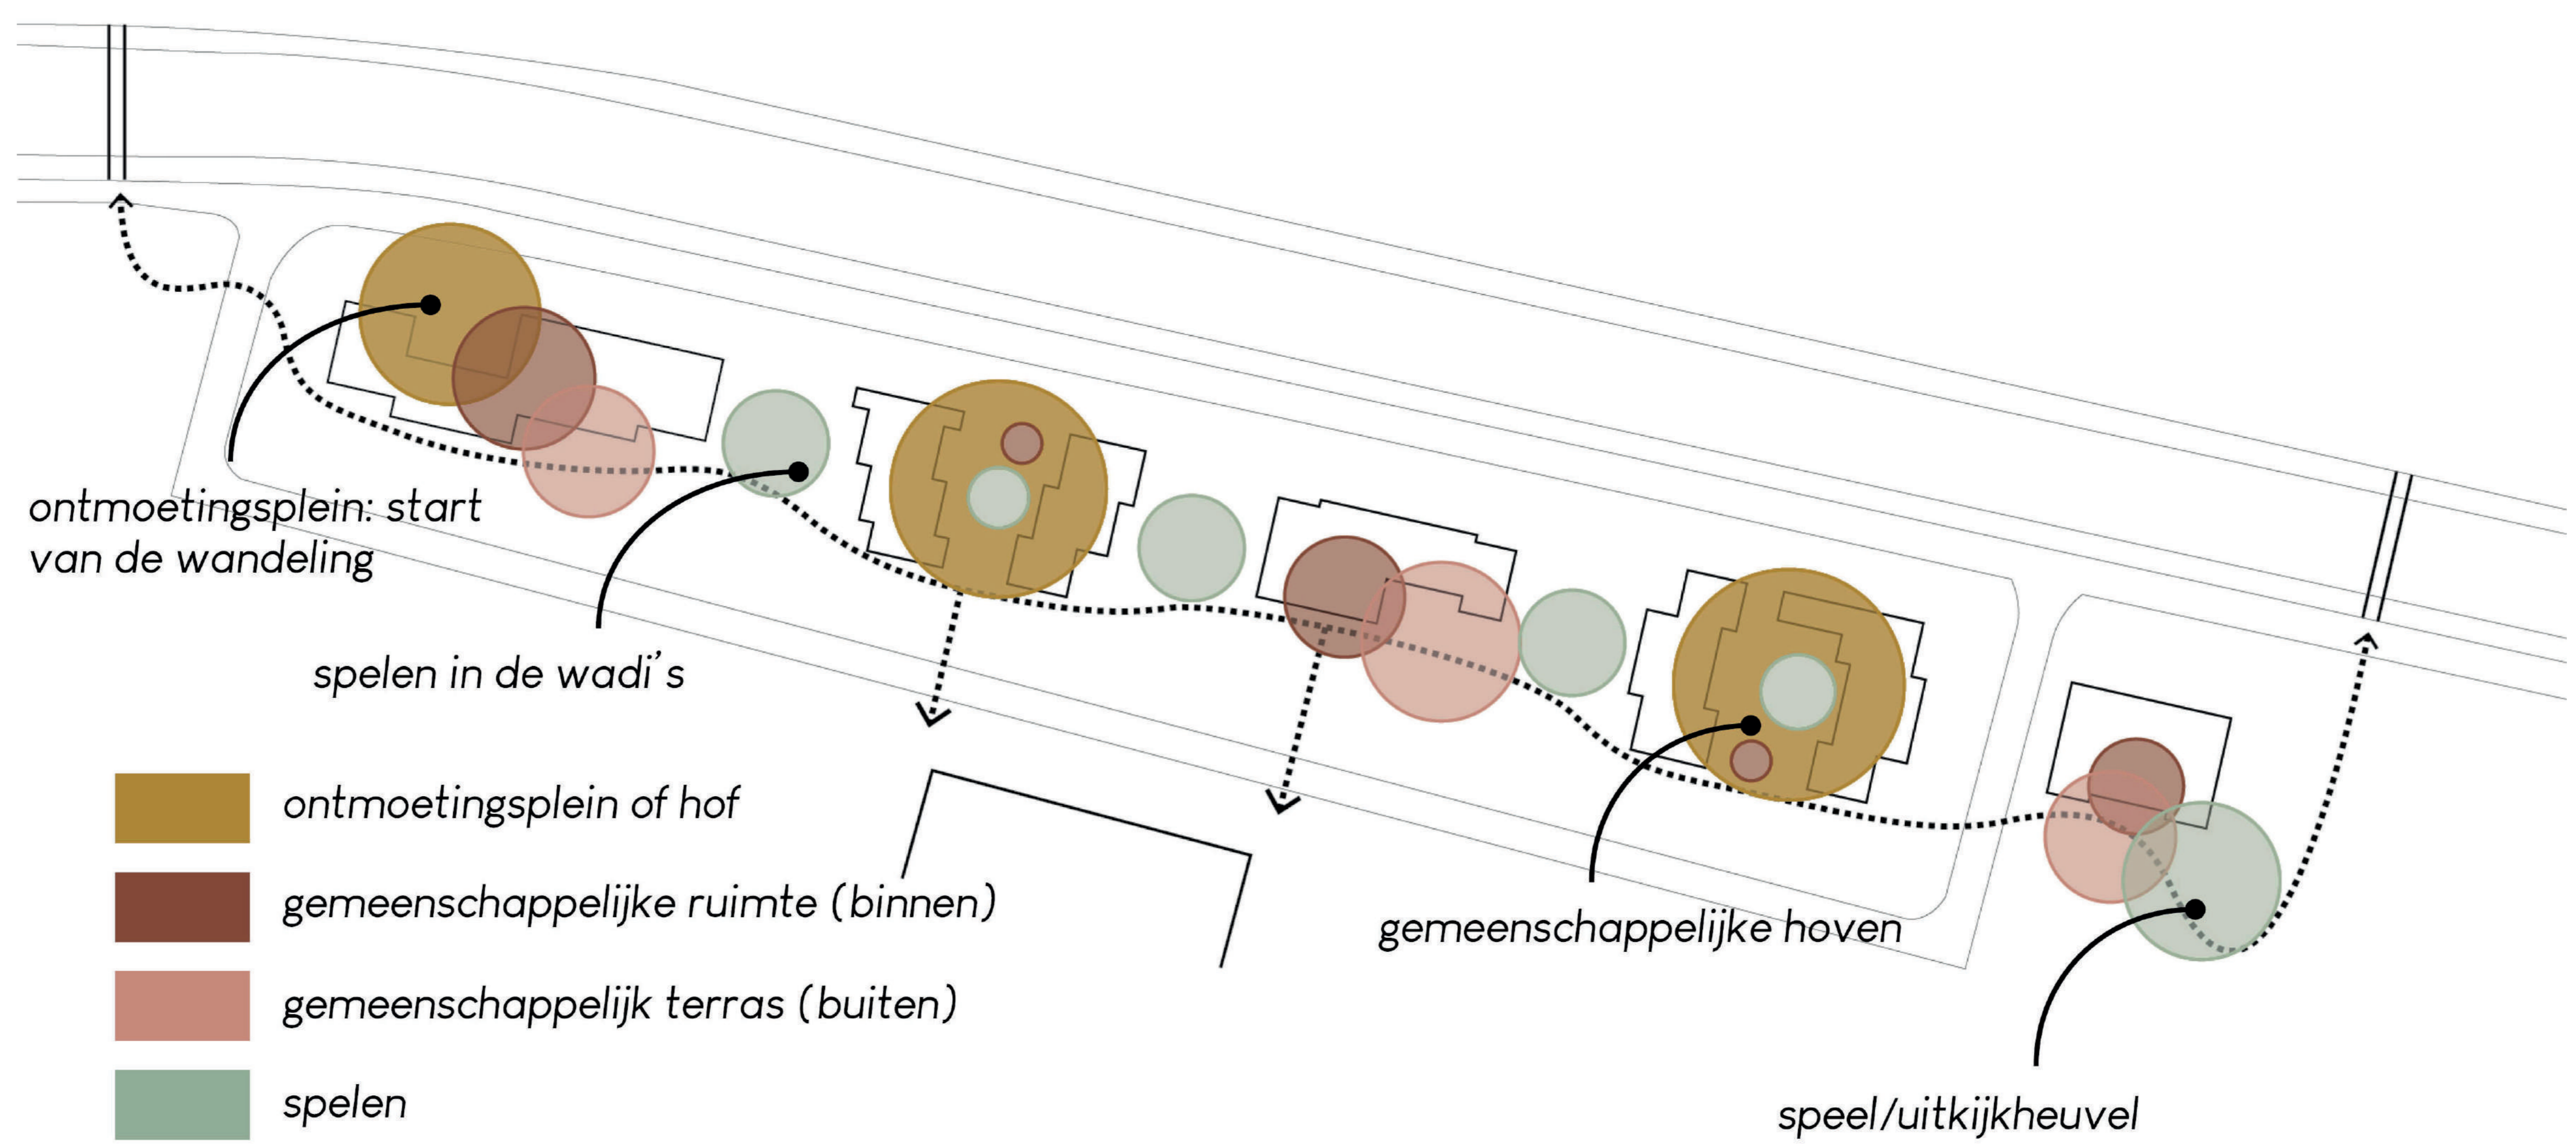 ontmoetingsplein: start
van de wandeling
spelen in de wadi's
ontmoetingsplein of hof
gemeenschappelijke ruimte (binnen)
gemeenschappelijk terras (buiten)
spelen
gemeenschappelijke hoven
speel/uitkijkheuvel